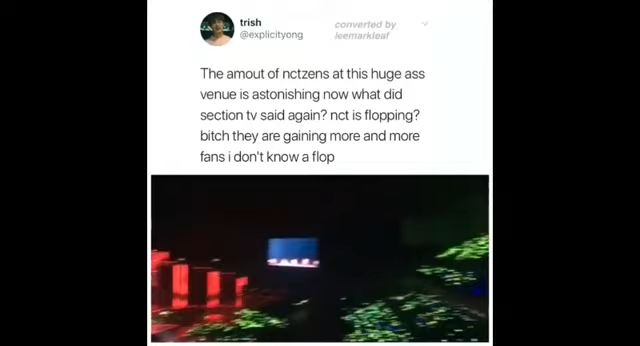 trish
@explicityong
converted by
leemarkleaf
The amout of nctzens at this huge ass
venue is astonishing now what did
section tv said again? nct is flopping?
bitch they are gaining more and more
fans i don't know a flop